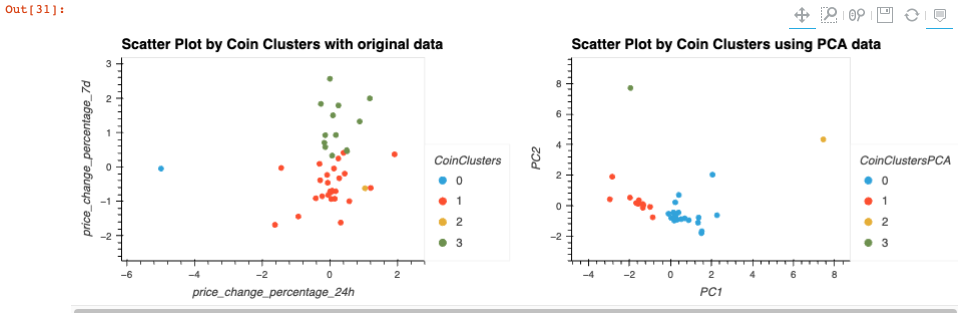 Out[31]:
Scatter Plot by Coin Clusters with original data
3
2
1
0
−1
−2
price_change_percentage_7d
−6 −4 −2 0 2
price_change_percentage_24h
CoinClusters
0
1
2
3
Scatter Plot by Coin Clusters using PCA data
8
6
4
2
0
−2
PC2
−4 −2 0 2 4 6 8
PC1
CoinClustersPCA
0
1
2
3